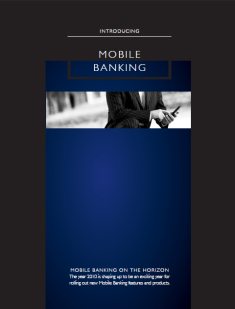 INTRODUCING
MOBILE
BANKING
MOBILE BANKING ON THE HORIZON
The year 2010 is shaping up to be an exciting year for
rolling out new Mobile Banking features and products.